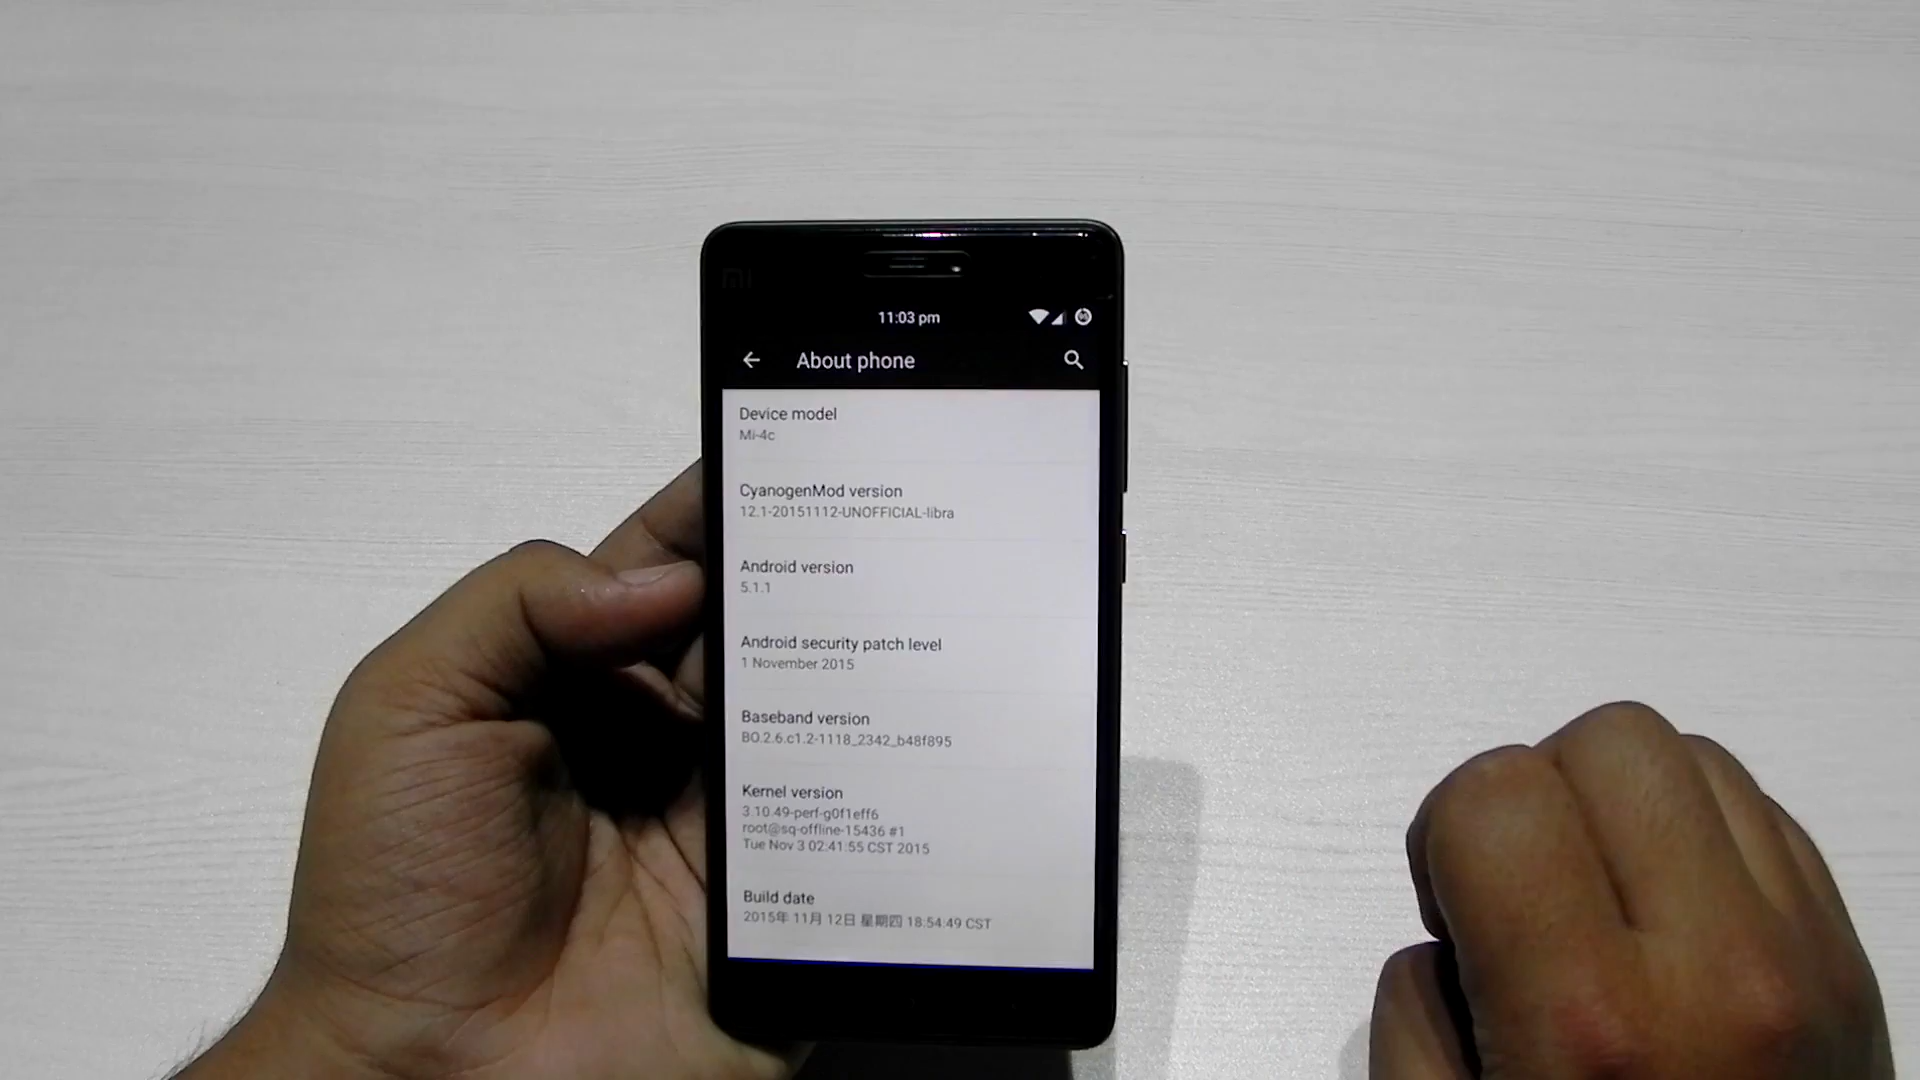 mi
11:03 pm
About phone
Device model
Mi-4c
CyanogenMod version
12.1-20151112-UNOFFICIAL-libra
Android version
5.1.1
Android security patch level
1 November 2015
Baseband version
BO.2.6.c1.2-1118_2342_b48f895
Kernel version
3.10.49-perf-g0f1eff6
root@sq-offline-15436 #1
Tue Nov 3 02:41:55 CST 2015
Build date
2015年 11月 12日 星期四 18:54:49 CST